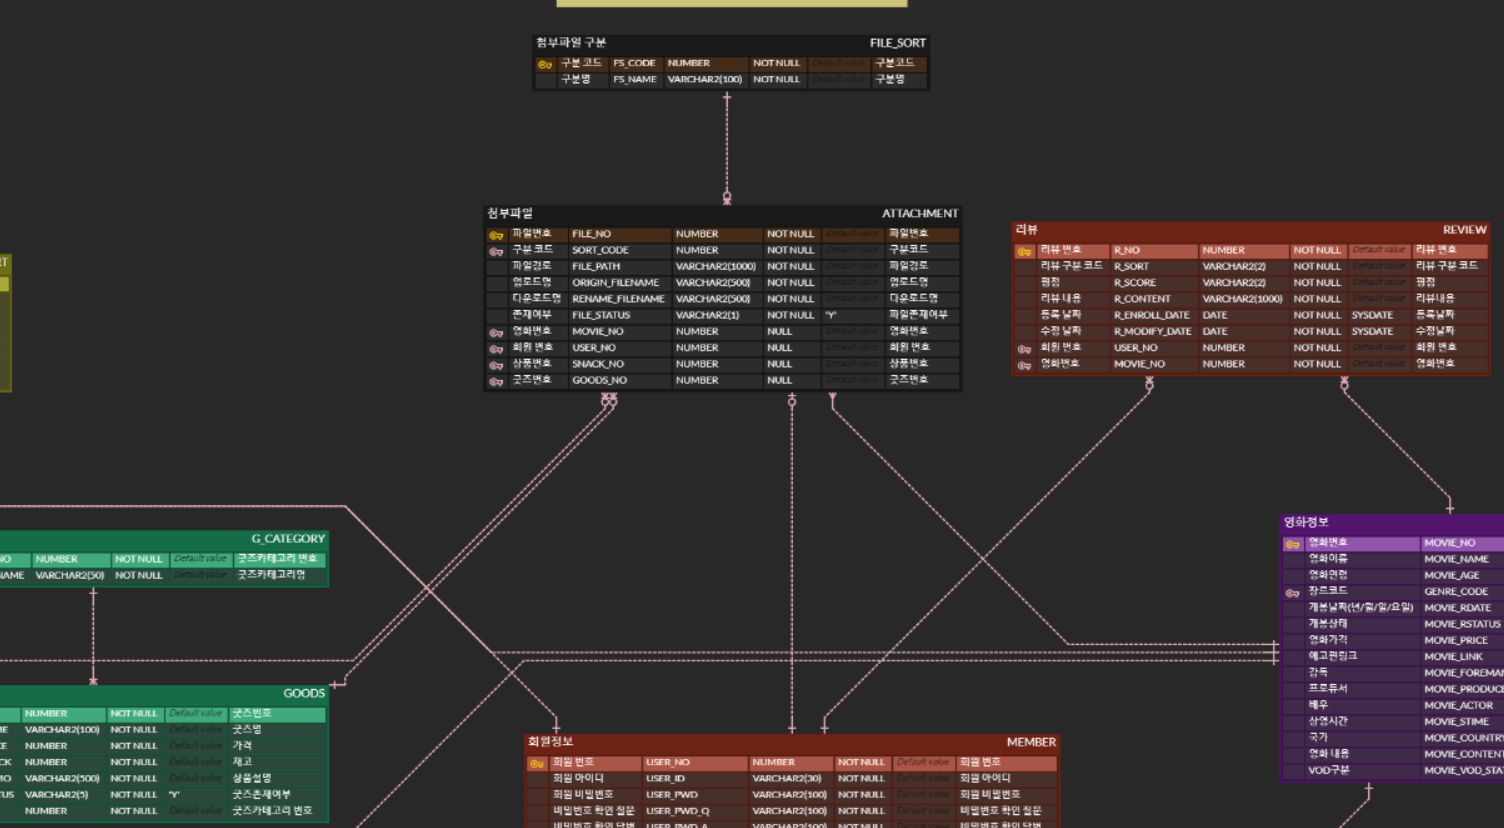 첨부파일 구분 FILE_SORT
구분 코드 FS_CODE NUMBER NOT NULL Default value 구분코드
구분명 FS_NAME VARCHAR2(100) NOT NULL Default value 구분명
첨부파일 ATTACHMENT
파일번호 FILE_NO NUMBER NOT NULL Default value 파일번호
구분 코드 SORT_CODE NUMBER NOT NULL Default value 구분코드
파일경로 FILE_PATH VARCHAR2(1000) NOT NULL Default value 파일경로
업로드명 ORIGIN_FILENAME VARCHAR2(500) NOT NULL Default value 업로드명
다운로드명 RENAME_FILENAME VARCHAR2(500) NOT NULL Default value 다운로드명
존재여부 FILE_STATUS VARCHAR2(1) NOT NULL 'Y' 파일존재여부
영화번호 MOVIE_NO NUMBER NULL Default value 영화번호
회원 번호 USER_NO NUMBER NULL Default value 회원 번호
상품번호 SNACK_NO NUMBER NULL Default value 상품번호
굿즈번호 GOODS_NO NUMBER NULL Default value 굿즈번호
리뷰 REVIEW
리뷰 번호 R_NO NUMBER NOT NULL Default value 리뷰 번호
리뷰 구분 코드 R_SORT VARCHAR2(2) NOT NULL Default value 리뷰 구분 코드
평점 R_SCORE VARCHAR2(2) NOT NULL Default value 평점
리뷰 내용 R_CONTENT VARCHAR2(1000) NOT NULL Default value 리뷰내용
등록 날짜 R_ENROLL_DATE DATE NOT NULL SYSDATE 등록날짜
수정 날짜 R_MODIFY_DATE DATE NOT NULL SYSDATE 수정날짜
회원 번호 USER_NO NUMBER NOT NULL Default value 회원 번호
영화번호 MOVIE_NO NUMBER NOT NULL Default value 영화번호
G_CATEGORY
NO NUMBER NOT NULL Default value 굿즈카테고리 번호
NAME VARCHAR2(50) NOT NULL Default value 굿즈카테고리명
GOODS
NUMBER NOT NULL Default value 굿즈번호
VARCHAR2(100) NOT NULL Default value 굿즈명
NUMBER NOT NULL Default value 가격
CK NUMBER NOT NULL Default value 재고
MO VARCHAR2(500) NOT NULL Default value 상품설명
TUS VARCHAR2(5) NOT NULL 'Y' 굿즈존재여부
NUMBER NOT NULL Default value 굿즈카테고리 번호
영화정보
영화번호 MOVIE_NO
영화이름 MOVIE_NAME
영화연령 MOVIE_AGE
장르코드 GENRE_CODE
개봉날짜(년/월/일/요일) MOVIE_RDATE
개봉상태 MOVIE_RSTATUS
영화가격 MOVIE_PRICE
예고편링크 MOVIE_LINK
감독 MOVIE_FOREMAN
프로듀서 MOVIE_PRODUCE
배우 MOVIE_ACTOR
상영시간 MOVIE_STIME
국가 MOVIE_COUNTRY
영화 내용 MOVIE_CONTENT
VOD구분 MOVIE_VOD_STA
회원정보 MEMBER
회원 번호 USER_NO NUMBER NOT NULL Default value 회원 번호
회원 아이디 USER_ID VARCHAR2(30) NOT NULL Default value 회원 아이디
회원 비밀번호 USER_PWD VARCHAR2(100) NOT NULL Default value 회원 비밀번호
비밀번호 확인 질문 USER_PWD_Q VARCHAR2(100) NOT NULL Default value 비밀번호 확인 질문
비밀번호 확인 답변 USER_PWD_A VARCHAR2(100) NOT NULL Default value 비밀번호 확인 답변